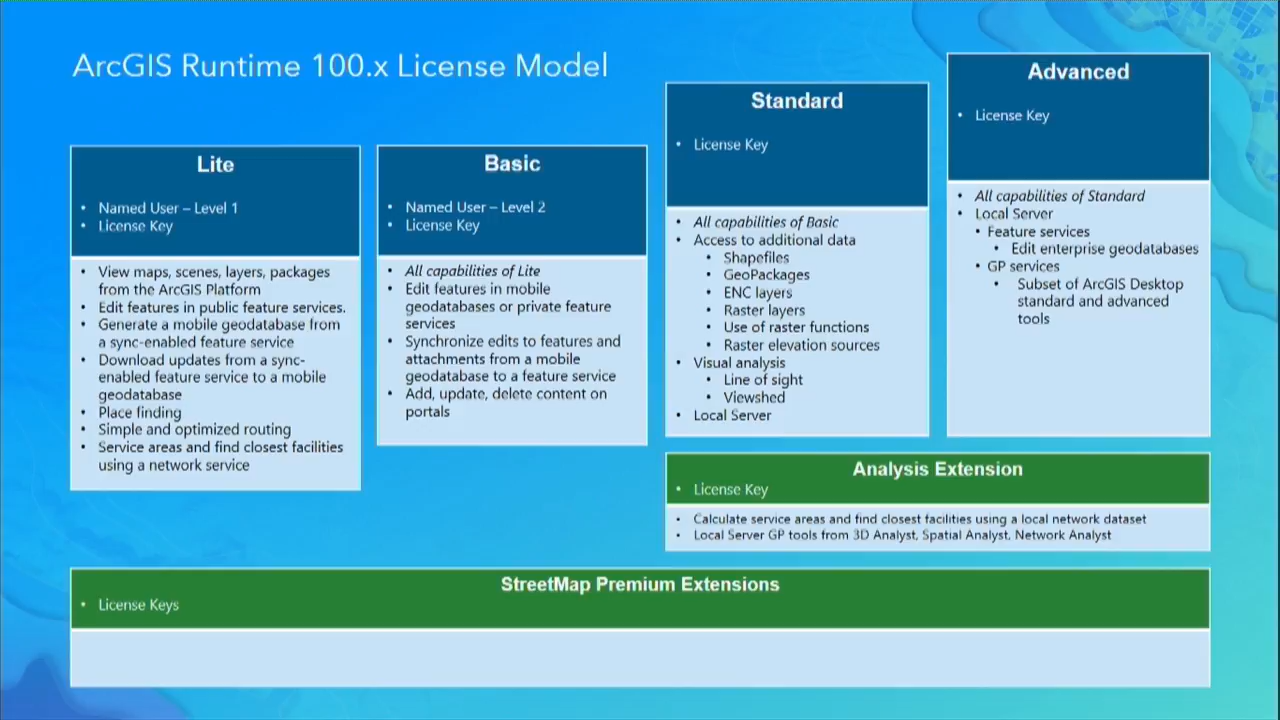 ArcGIS Runtime 100.x License Model
Lite
• Named User – Level 1
• License Key
• View maps, scenes, layers, packages
from the ArcGIS Platform
• Edit features in public feature services.
• Generate a mobile geodatabase from
a sync-enabled feature service
• Download updates from a sync-
enabled feature service to a mobile
geodatabase
• Place finding
• Simple and optimized routing
• Service areas and find closest facilities
using a network service
Basic
• Named User – Level 2
• License Key
• All capabilities of Lite
• Edit features in mobile
geodatabases or private feature
services
• Synchronize edits to features and
attachments from a mobile
geodatabase to a feature service
• Add, update, delete content on
portals
Standard
• License Key
• All capabilities of Basic
• Access to additional data
• Shapefiles
• GeoPackages
• ENC layers
• Raster layers
• Use of raster functions
• Raster elevation sources
• Visual analysis
• Line of sight
• Viewshed
• Local Server
Advanced
• License Key
• All capabilities of Standard
• Local Server
• Feature services
• Edit enterprise geodatabases
• GP services
• Subset of ArcGIS Desktop
standard and advanced
tools
Analysis Extension
• License Key
• Calculate service areas and find closest facilities using a local network dataset
• Local Server GP tools from 3D Analyst, Spatial Analyst, Network Analyst
StreetMap Premium Extensions
• License Keys